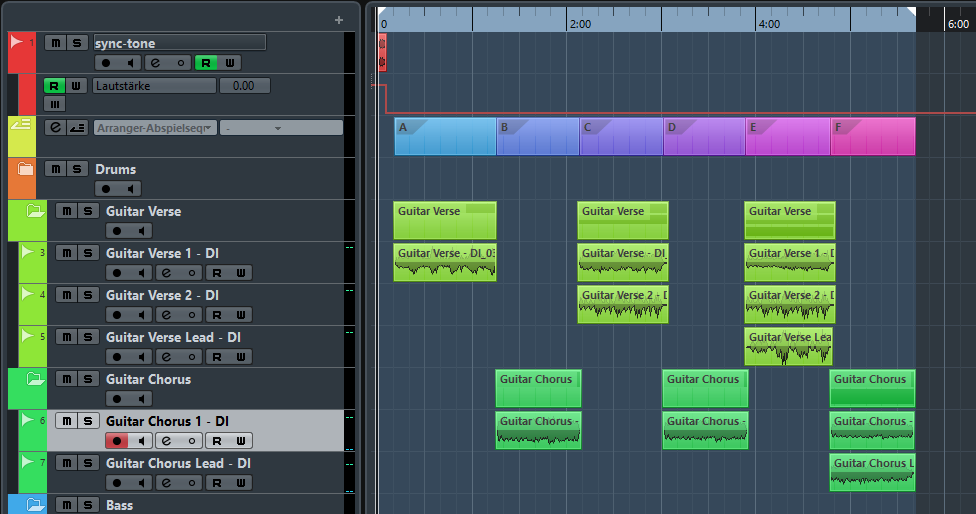 +
0 2:00 4:00 6:00
1 M S sync-tone
e R W
R W Lautstärke 0.00
e Arranger-Abspielsequ -
A B C D E F
M S Drums
M S Guitar Verse
Guitar Verse Guitar Verse Guitar Verse
3 M S Guitar Verse 1 - DI
e R W
Guitar Verse - DI_03 Guitar Verse - DI_ Guitar Verse 1 - D
4 M S Guitar Verse 2 - DI
e R W
Guitar Verse 2 - D Guitar Verse 2 - D
5 M S Guitar Verse Lead - DI
e R W
Guitar Verse Lea
M S Guitar Chorus
Guitar Chorus Guitar Chorus Guitar Chorus
6 M S Guitar Chorus 1 - DI
e R W
Guitar Chorus - Guitar Chorus - Guitar Chorus -
7 M S Guitar Chorus Lead - DI
e R W
Guitar Chorus L
M S Bass